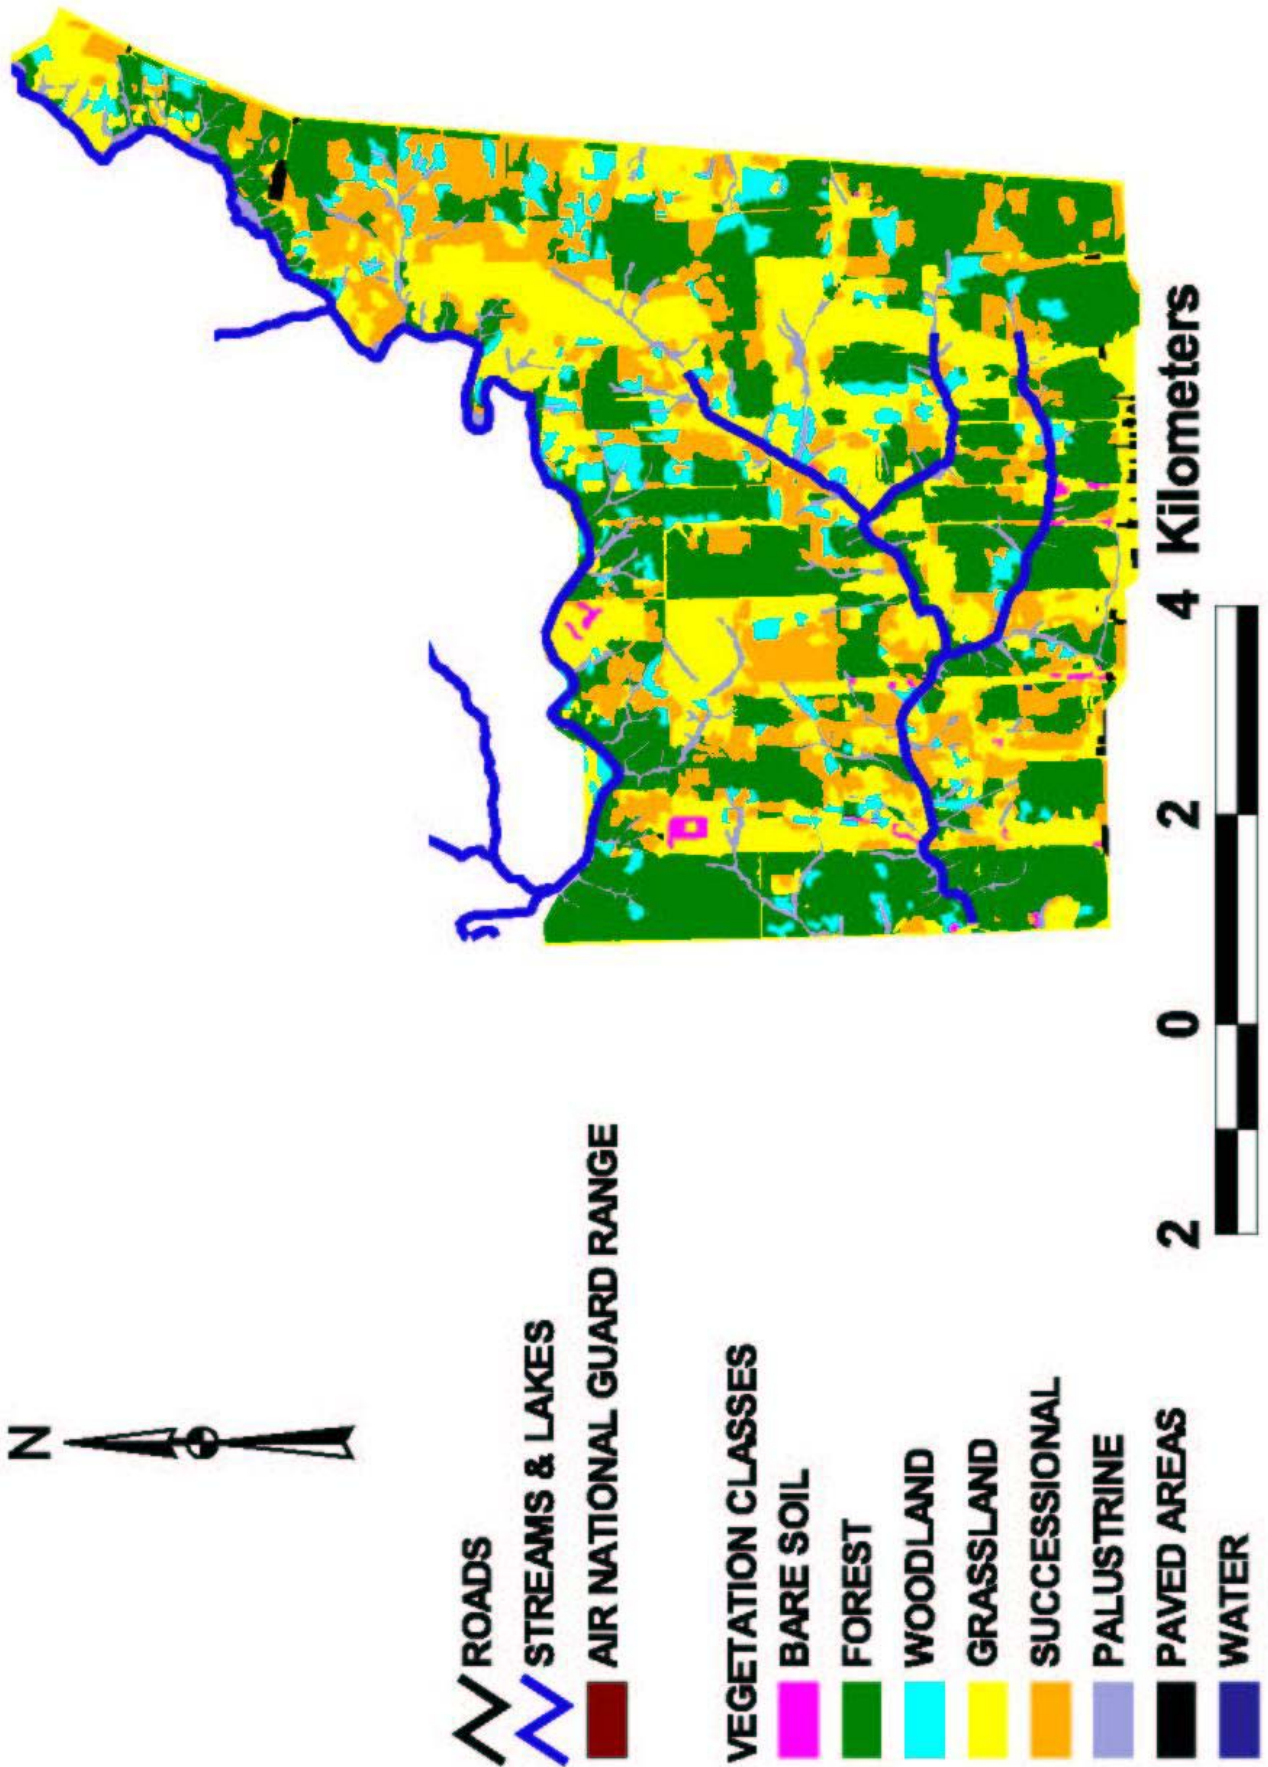 N
ROADS
STREAMS & LAKES
AIR NATIONAL GUARD RANGE
VEGETATION CLASSES
BARE SOIL
FOREST
WOODLAND
GRASSLAND
SUCCESSIONAL
PALUSTRINE
PAVED AREAS
WATER
2 0 2 4 Kilometers